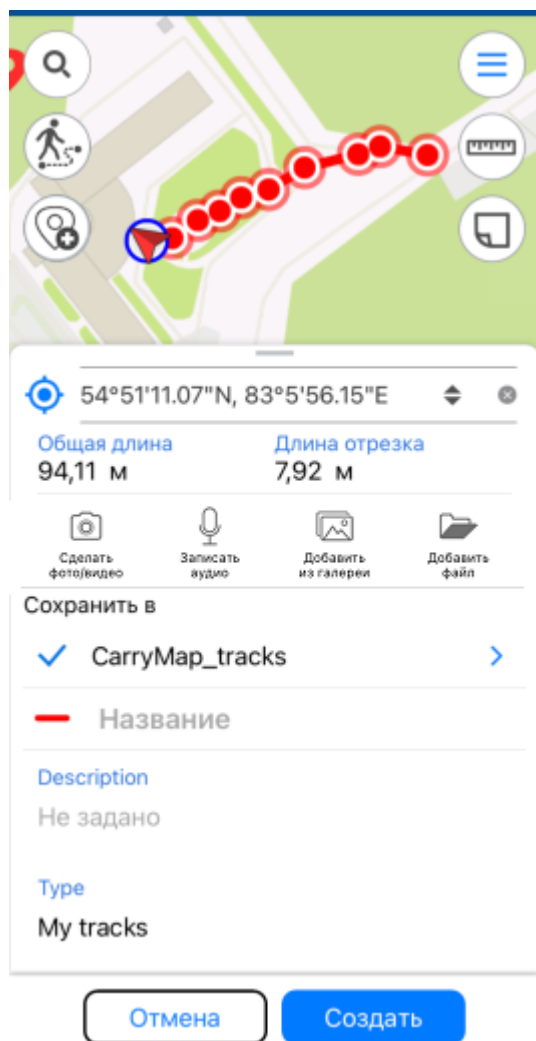 54°51'11.07"N, 83°5'56.15"E
Общая длина
Длина отрезка
94,11 м
7,92 м
Сделать
фото/видео
Записать
аудио
Добавить
из галереи
Добавить
файл
Сохранить в
CarryMap_tracks
Название
Description
Не задано
Type
My tracks
Отмена
Создать